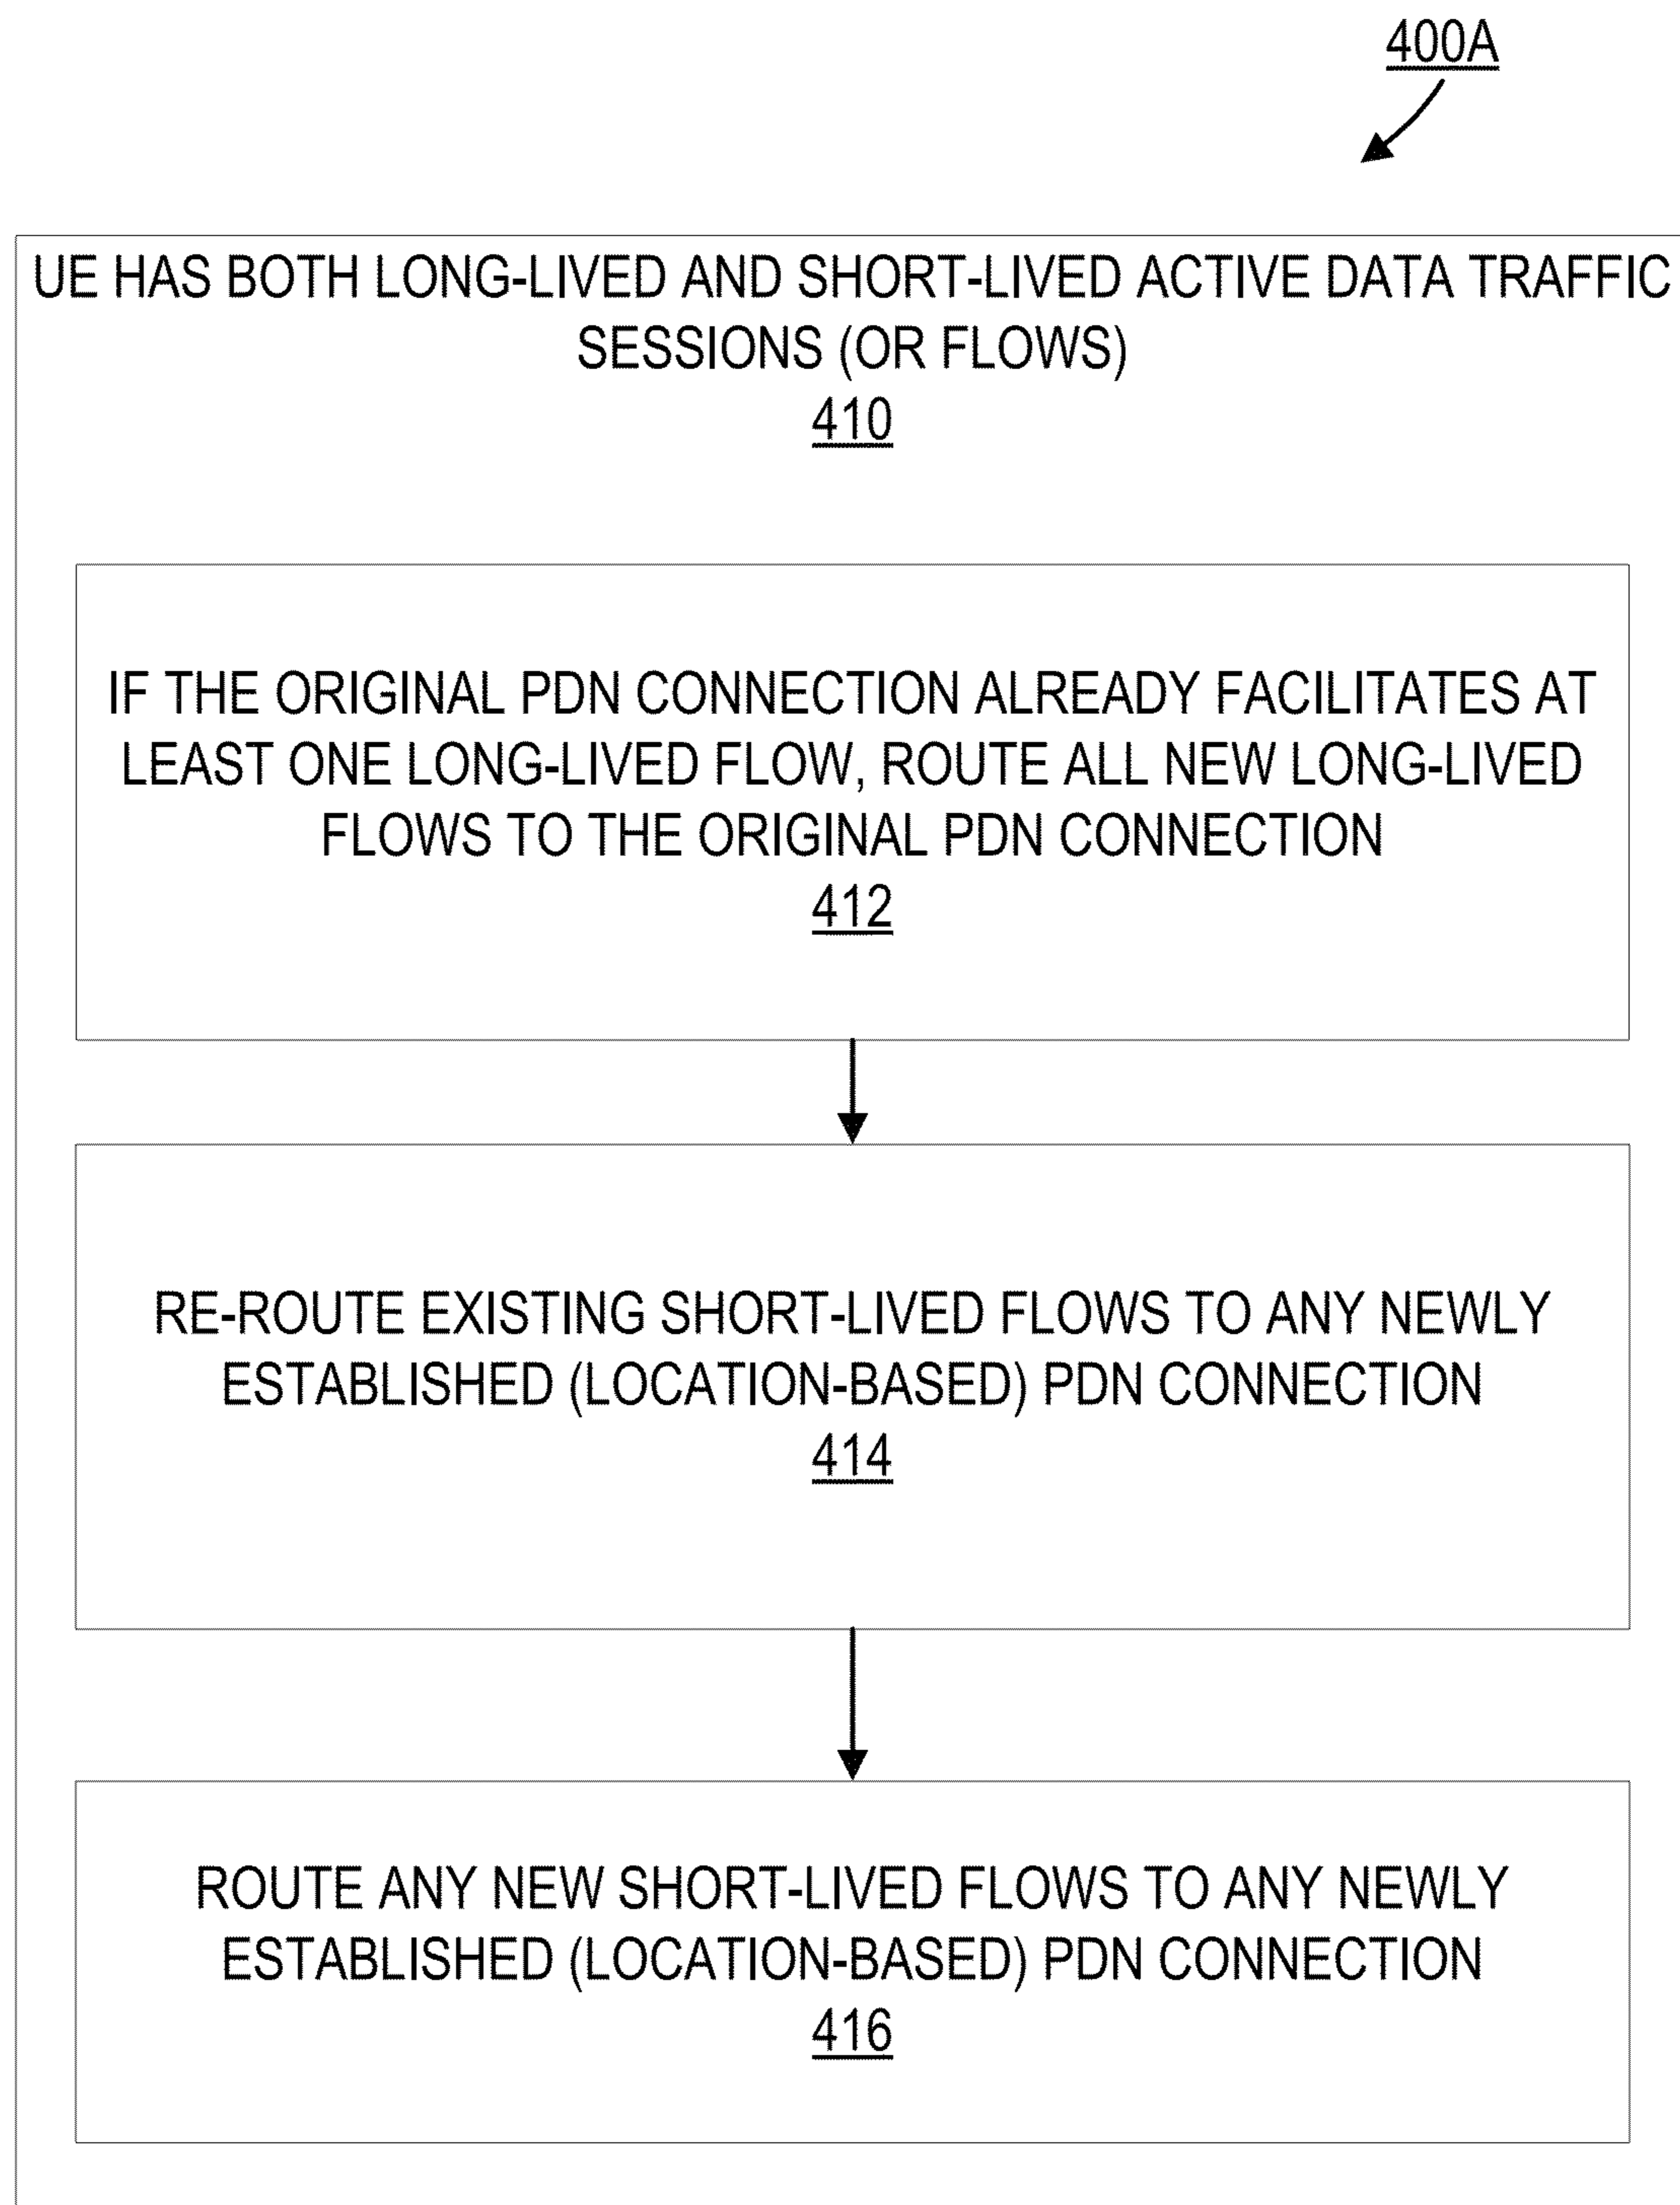 400A
UE HAS BOTH LONG-LIVED AND SHORT-LIVED ACTIVE DATA TRAFFIC
SESSIONS (OR FLOWS)
410
IF THE ORIGINAL PDN CONNECTION ALREADY FACILITATES AT
LEAST ONE LONG-LIVED FLOW, ROUTE ALL NEW LONG-LIVED
FLOWS TO THE ORIGINAL PDN CONNECTION
412
RE-ROUTE EXISTING SHORT-LIVED FLOWS TO ANY NEWLY
ESTABLISHED (LOCATION-BASED) PDN CONNECTION
414
ROUTE ANY NEW SHORT-LIVED FLOWS TO ANY NEWLY
ESTABLISHED (LOCATION-BASED) PDN CONNECTION
416